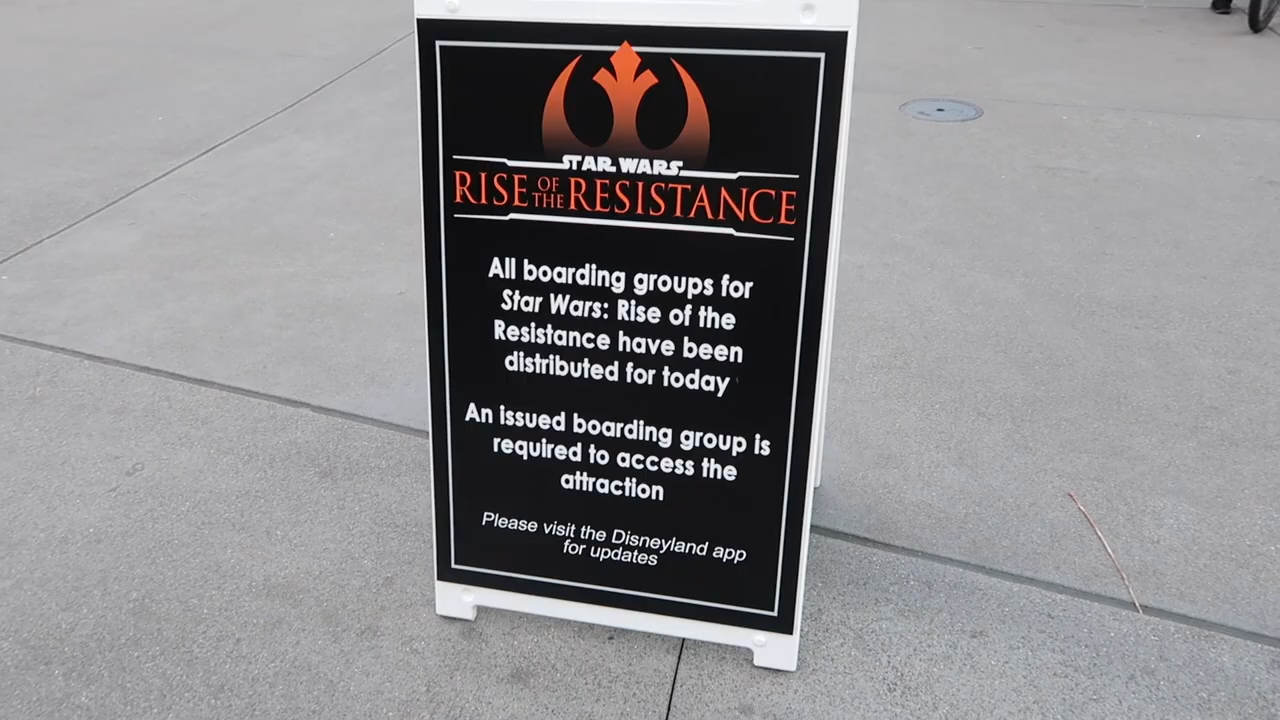 STAR WARS
RISE OF THE RESISTANCE
All boarding groups for
Star Wars: Rise of the
Resistance have been
distributed for today
An issued boarding group is
required to access the
attraction
Please visit the Disneyland app
for updates